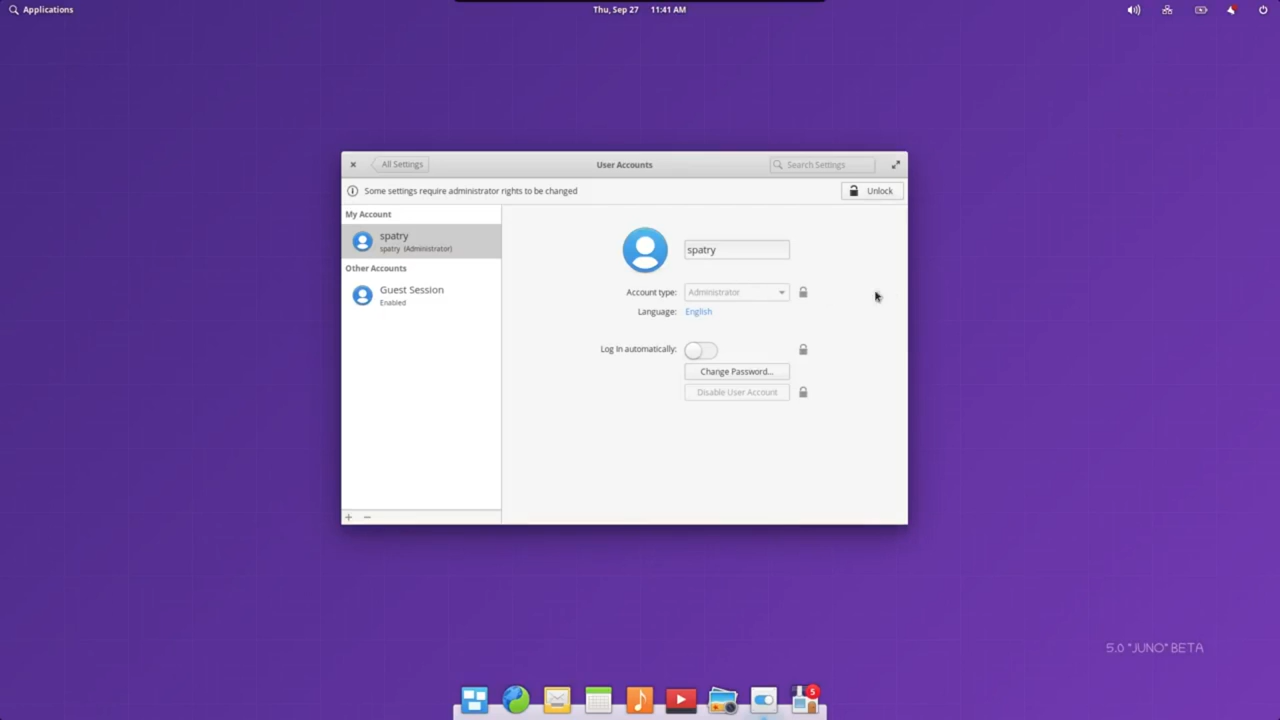 Applications
Thu, Sep 27 11:41 AM
All Settings
User Accounts
Search Settings
Some settings require administrator rights to be changed
Unlock
My Account
spatry
spatry (Administrator)
Other Accounts
Guest Session
Enabled
spatry
Account type: Administrator
Language: English
Log In automatically:
Change Password...
Disable User Account
5.0 "JUNO" BETA
5